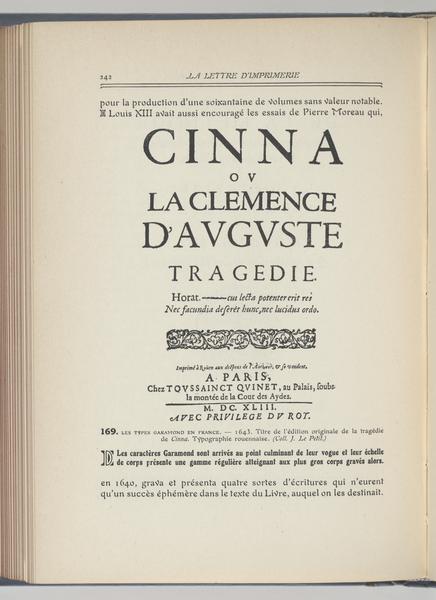 242
LA LETTRE D'IMPRIMERIE
pour la production d'une soixantaine de volumes sans valeur notable.
Louis XIII avait aussi encouragé les essais de Pierre Moreau qui,
CINNA
OV
LA CLEMENCE
D'AVGVSTE
TRAGEDIE.
Horat. —— cui lecta potenter erit res
Nec facundia deseret hunc, nec lucidus ordo.
Imprimé à Roüen aux despens de l'Autheur, & se vendent.
A PARIS,
Chez TOVSSAINCT QVINET, au Palais, soubs
la montée de la Cour des Aydes.
M. DC. XLIII.
AVEC PRIVILEGE DV ROY.
169. LES TYPES GARAMOND EN FRANCE. — 1643. Titre de l'édition originale de la tragédie
de Cinna. Typographie rouennaise. (Coll. J. Le Petit.)
Les caractères Garamond sont arrivés au point culminant de leur vogue et leur échelle
de corps présente une gamme régulière atteignant aux plus gros corps gravés alors.
en 1640, grava et présenta quatre sortes d'écritures qui n'eurent
qu'un succès éphémère dans le texte du Livre, auquel on les destinait.